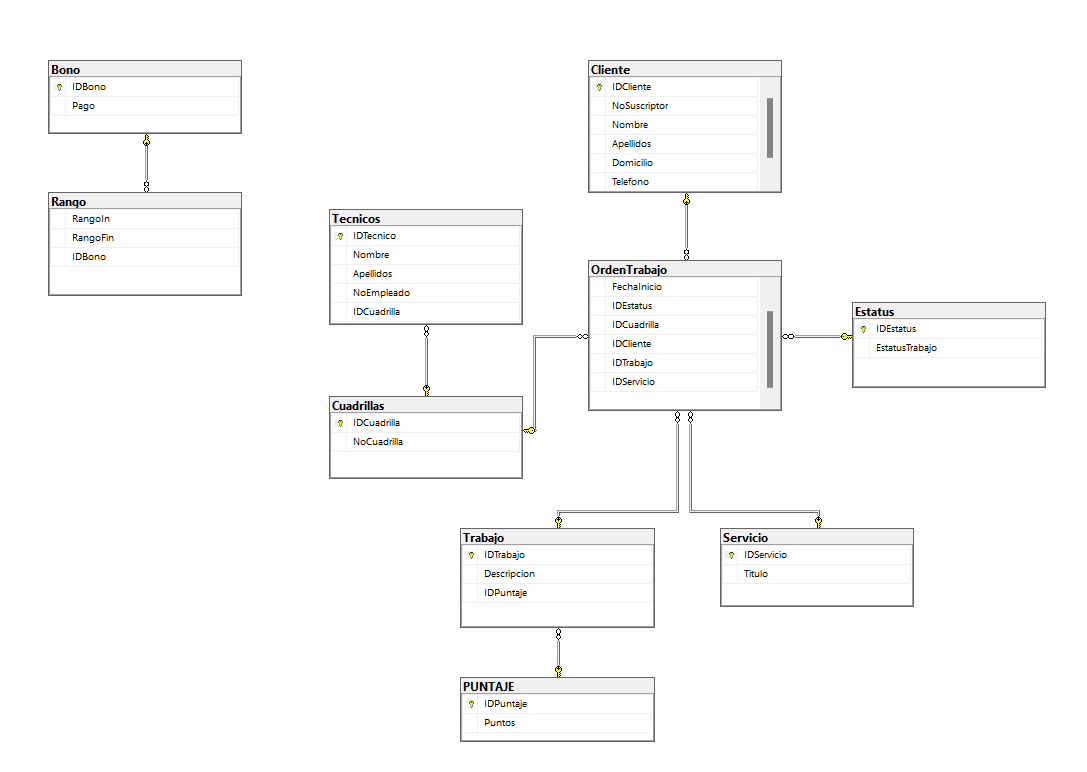 Bono
IDBono
Pago
Rango
RangoIn
RangoFin
IDBono
Tecnicos
IDTecnico
Nombre
Apellidos
NoEmpleado
IDCuadrilla
Cuadrillas
IDCuadrilla
NoCuadrilla
Cliente
IDCliente
NoSuscriptor
Nombre
Apellidos
Domicilio
Telefono
OrdenTrabajo
FechaInicio
IDEstatus
IDCuadrilla
IDCliente
IDTrabajo
IDServicio
Estatus
IDEstatus
EstatusTrabajo
Trabajo
IDTrabajo
Descripcion
IDPuntaje
Servicio
IDServicio
Titulo
PUNTAJE
IDPuntaje
Puntos